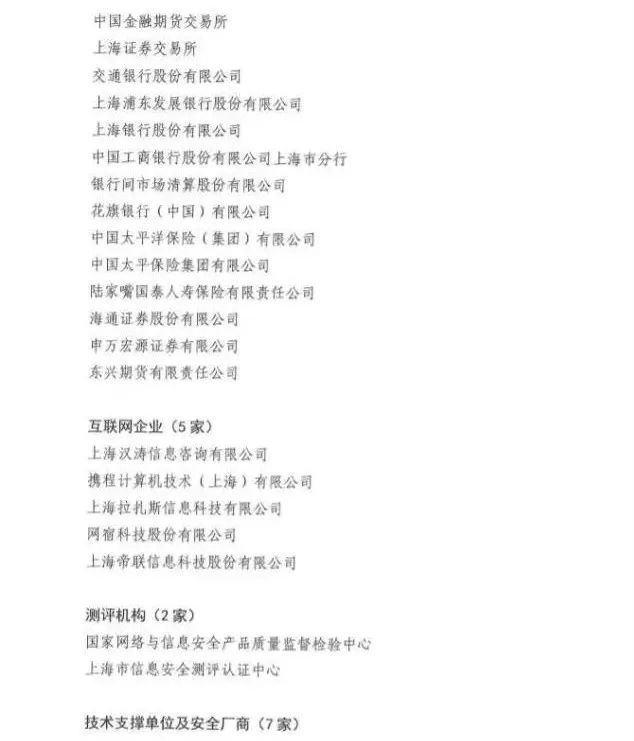 中国金融期货交易所
上海证券交易所
交通银行股份有限公司
上海浦东发展银行股份有限公司
上海银行股份有限公司
中国工商银行股份有限公司上海市分行
银行间市场清算股份有限公司
花旗银行（中国）有限公司
中国太平洋保险（集团）有限公司
中国太平保险集团有限公司
陆家嘴国泰人寿保险有限责任公司
海通证券股份有限公司
申万宏源证券有限公司
东兴期货有限责任公司
互联网企业（5家）
上海汉涛信息咨询有限公司
携程计算机技术（上海）有限公司
上海拉扎斯信息科技有限公司
网宿科技股份有限公司
上海帝联信息科技股份有限公司
测评机构（2家）
国家网络与信息安全产品质量监督检验中心
上海市信息安全测评认证中心
技术支撑单位及安全厂商（7家）